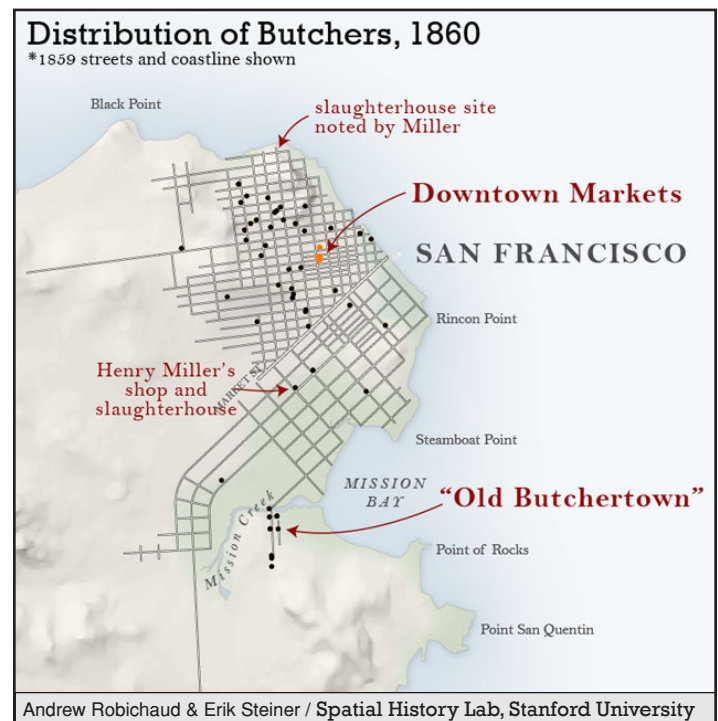 Distribution of Butchers, 1860
*1859 streets and coastline shown
Black Point
slaughterhouse site
noted by Miller
Downtown Markets
SAN FRANCISCO
Rincon Point
Henry Miller's
shop and
slaughterhouse
MARKET ST.
Steamboat Point
MISSION
BAY
"Old Butchertown"
Mission Creek
Point of Rocks
Point San Quentin
Andrew Robichaud & Erik Steiner / Spatial History Lab, Stanford University